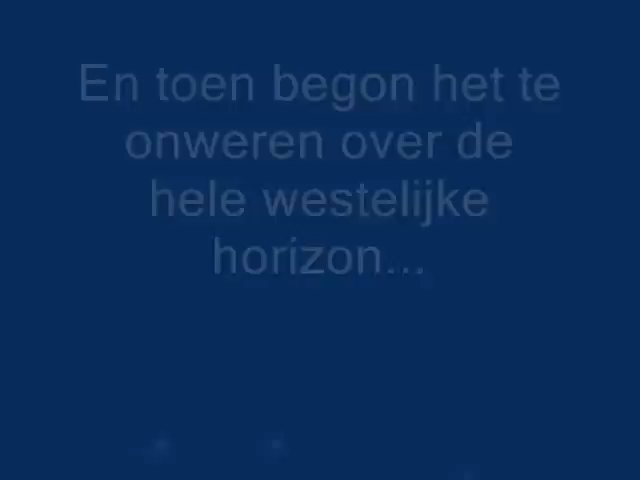 En toen begon het te
onweren over de
hele westelijke
horizon...